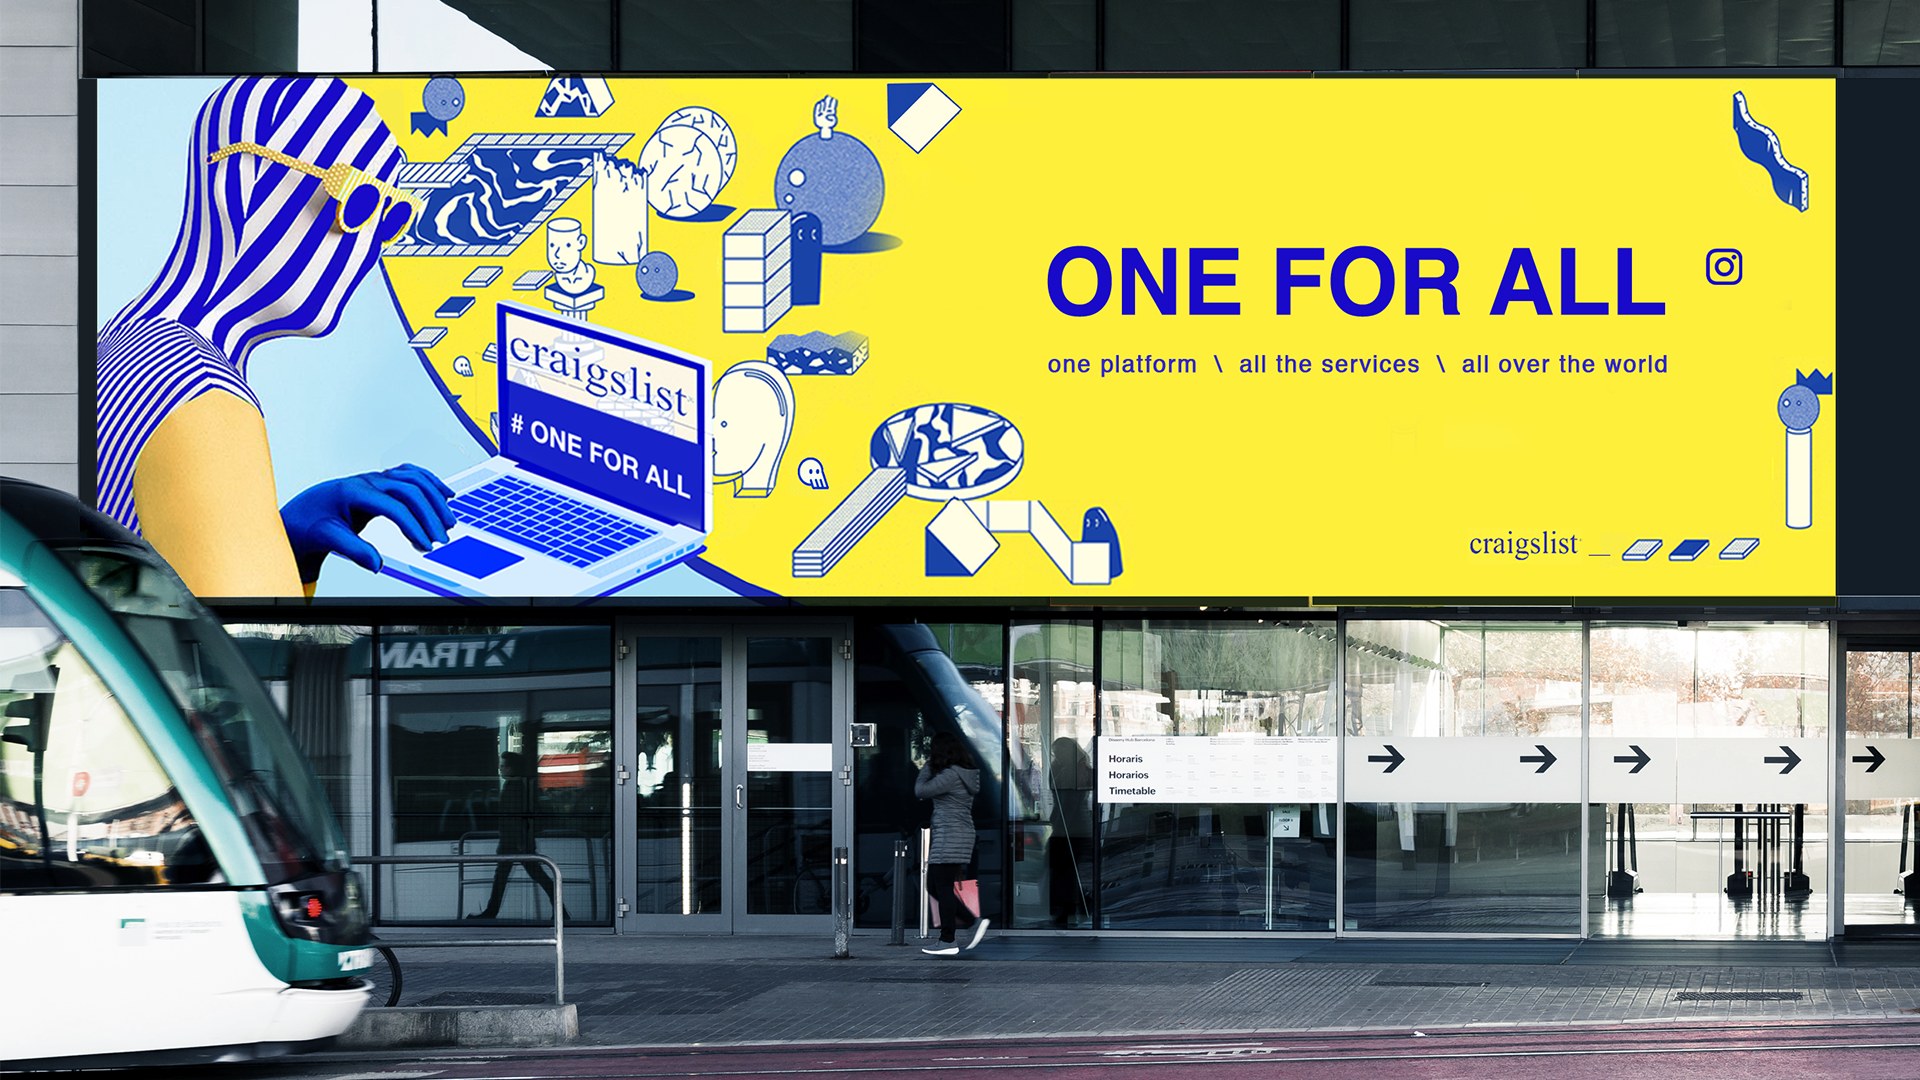 ONE FOR ALL
one platform \ all the services \ all over the world
craigslist
# ONE FOR ALL
craigslist
Horaris
Horarios
Timetable